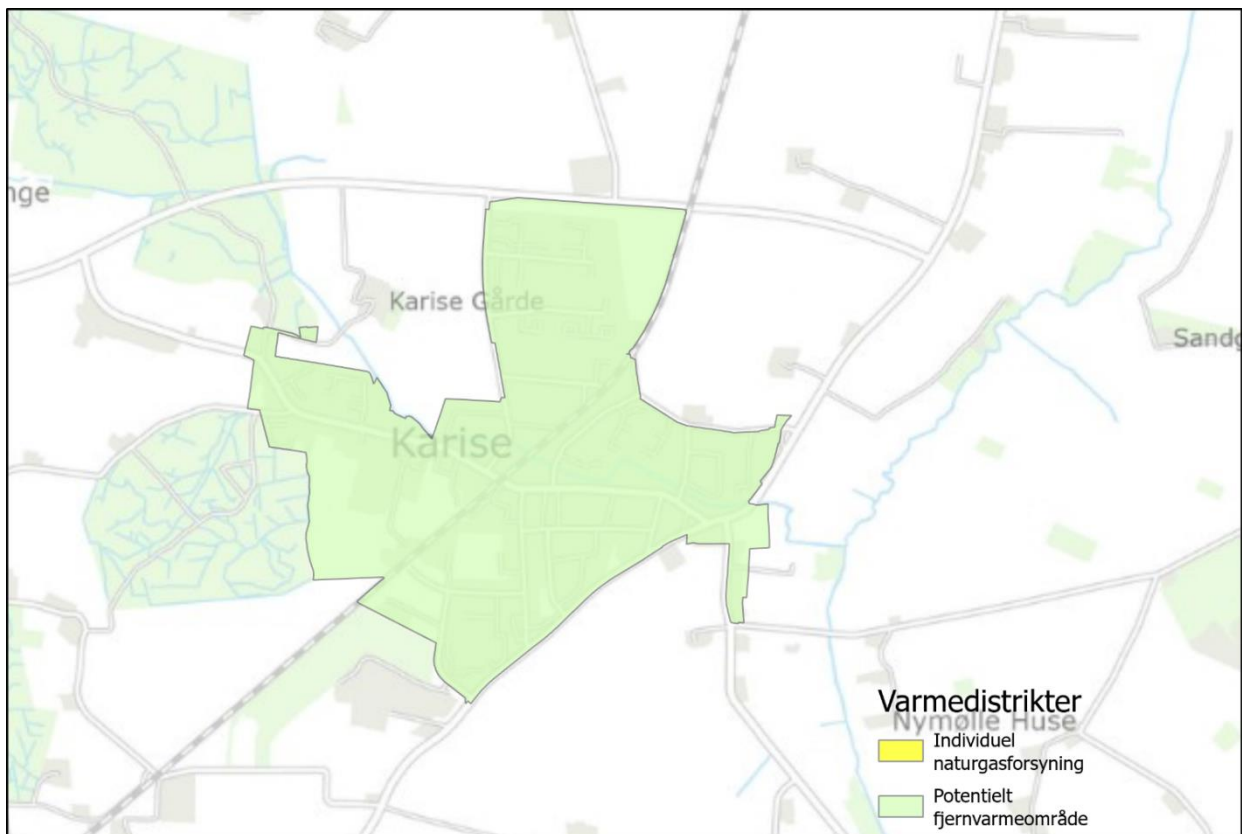 nge
Karise Gårde
Sandg
Karise
Varmedistrikter
Nymølle Huse
Individuel
naturgasforsyning
Potentielt
fjernvarmeområde